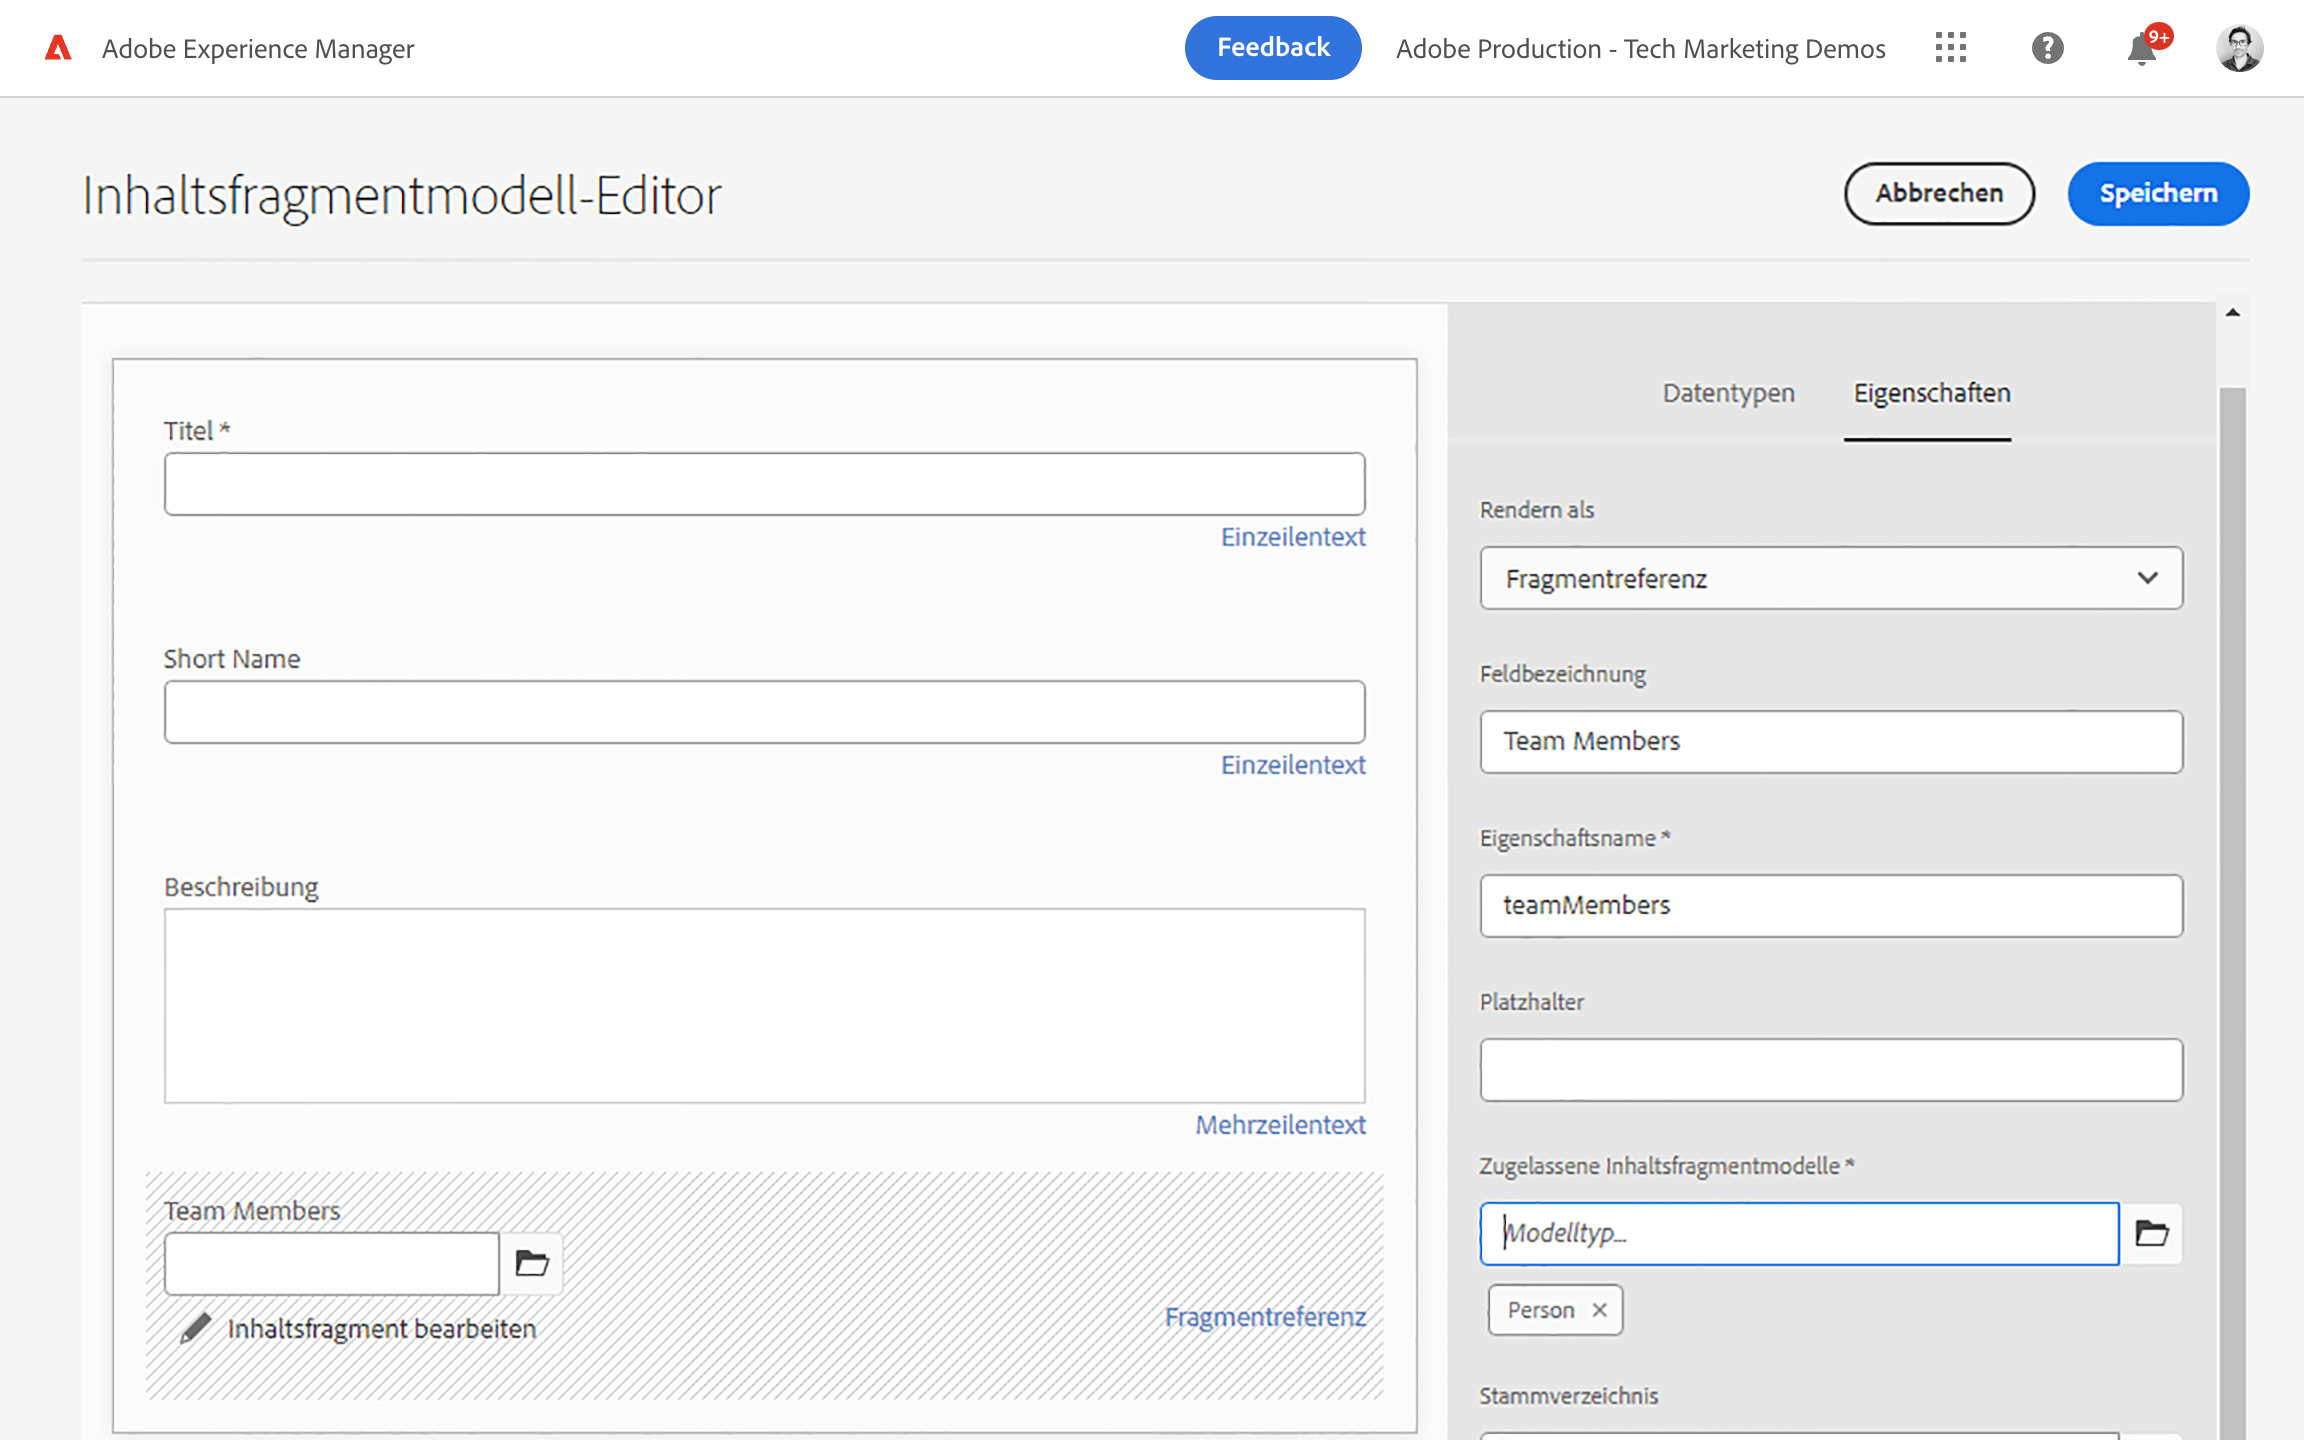 Adobe Experience Manager
Feedback
Adobe Production - Tech Marketing Demos
9+
Inhaltsfragmentmodell-Editor
Abbrechen
Speichern
Titel *
Einzeilentext
Short Name
Einzeilentext
Beschreibung
Mehrzeilentext
Team Members
Inhaltsfragment bearbeiten
Fragmentreferenz
Datentypen
Eigenschaften
Rendern als
Fragmentreferenz
Feldbezeichnung
Team Members
Eigenschaftsname *
teamMembers
Platzhalter
Zugelassene Inhaltsfragmentmodelle *
Modelltyp...
Person
Stammverzeichnis